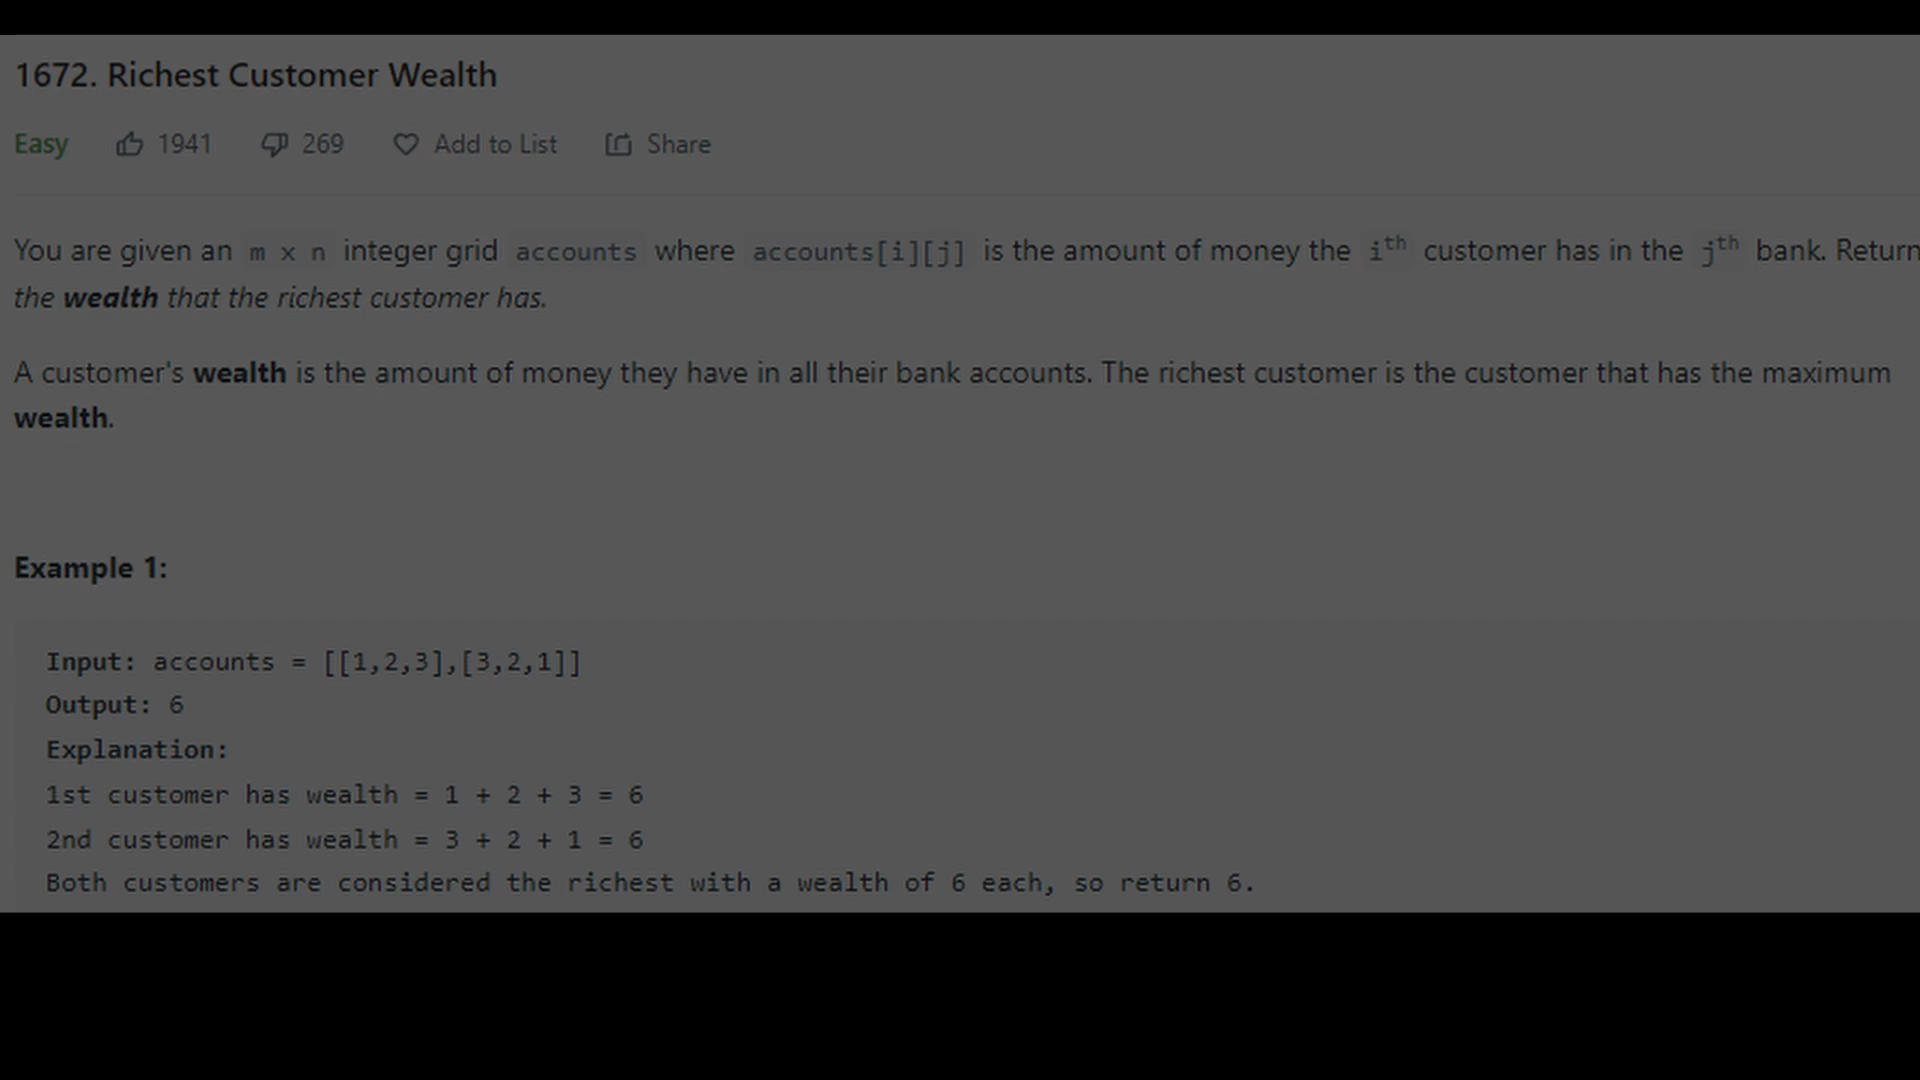 1672. Richest Customer Wealth
Easy 1941 269 Add to List Share
You are given an m x n integer grid accounts where accounts[i][j] is the amount of money the ith customer has in the jth bank. Return
the wealth that the richest customer has.
A customer's wealth is the amount of money they have in all their bank accounts. The richest customer is the customer that has the maximum
wealth.
Example 1:
Input: accounts = [[1,2,3],[3,2,1]]
Output: 6
Explanation:
1st customer has wealth = 1 + 2 + 3 = 6
2nd customer has wealth = 3 + 2 + 1 = 6
Both customers are considered the richest with a wealth of 6 each, so return 6.